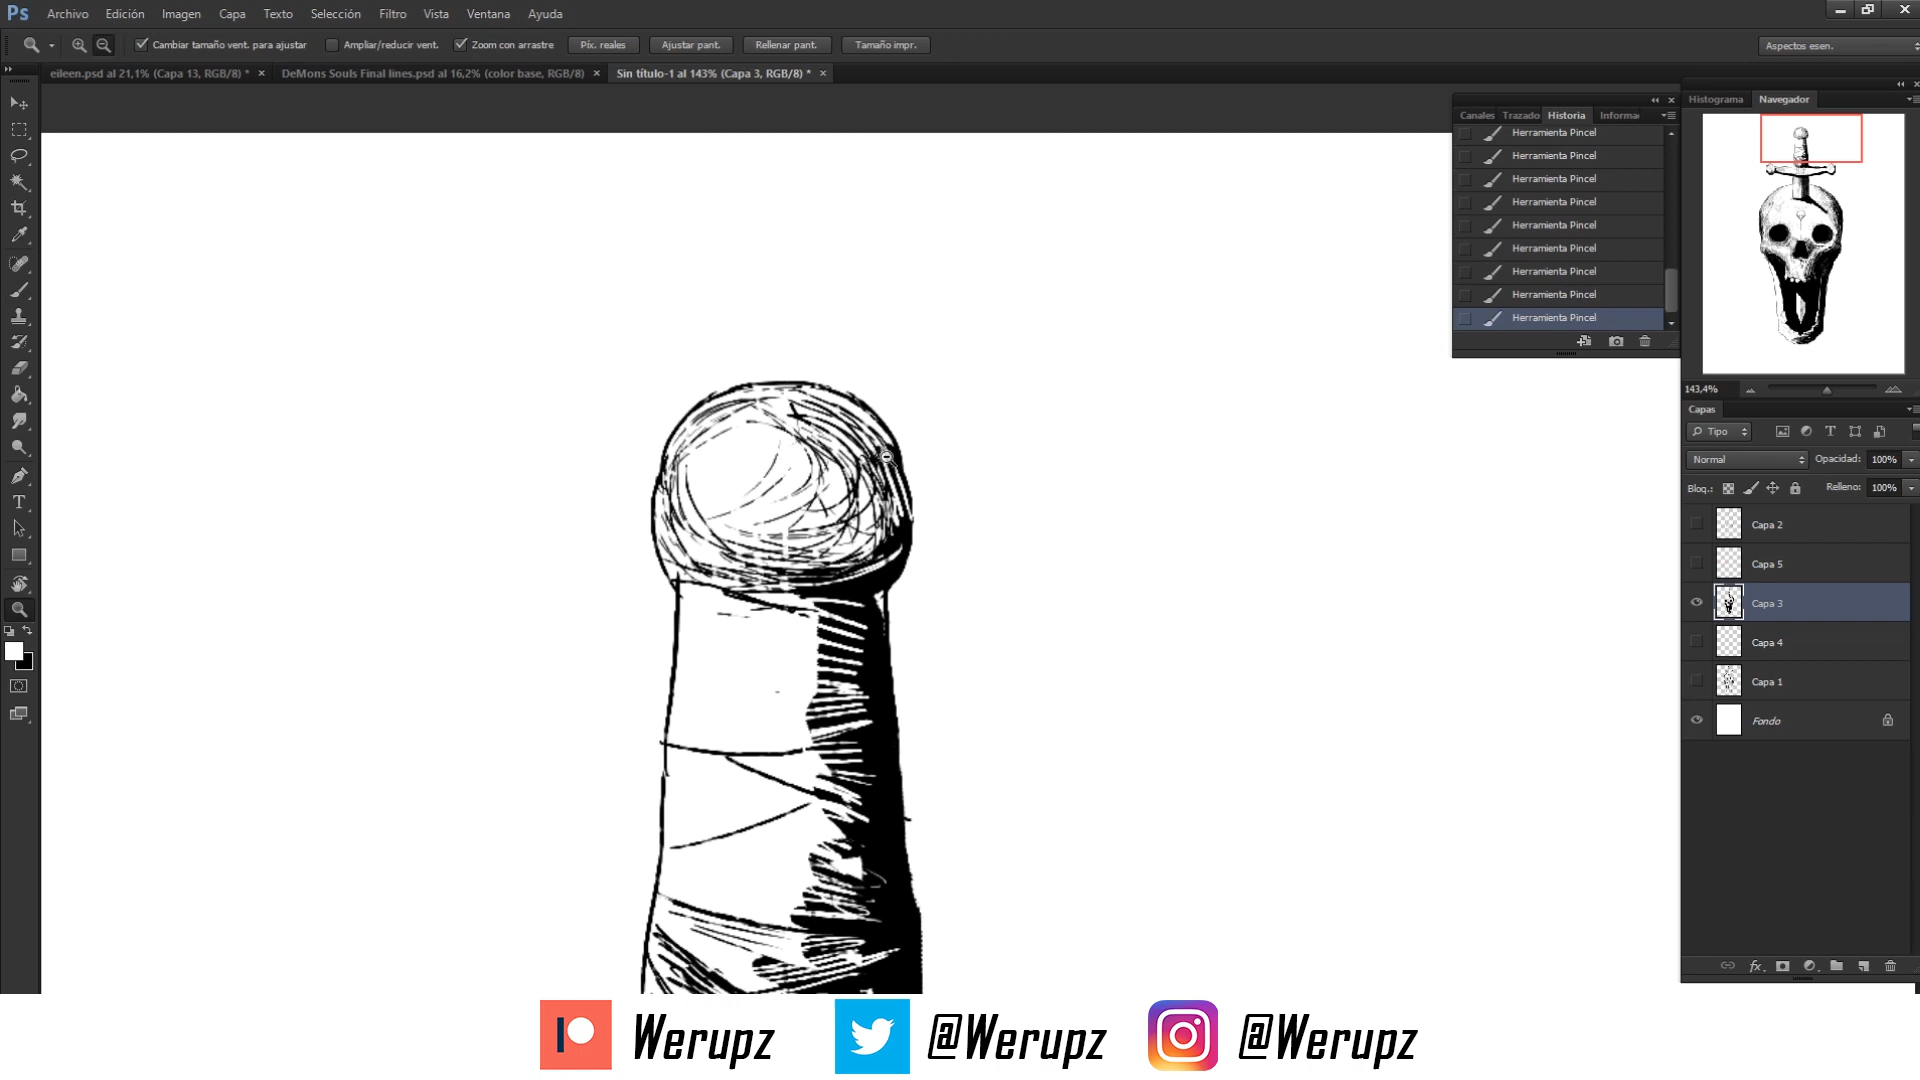 Ps Archivo Edición Imagen Capa Texto Selección Filtro Vista Ventana Ayuda
Cambiar tamaño vent. para ajustar Ampliar/reducir vent. Zoom con arrastre Píx. reales Ajustar pant. Rellenar pant. Tamaño impr. Aspectos esen.
eileen.psd al 21,1% (Capa 13, RGB/8) * × DeMons Souls Final lines.psd al 16,2% (color base, RGB/8) × Sin título-1 al 143% (Capa 3, RGB/8) * ×
Histograma Navegador
Canales Trazado Historia Informa
Herramienta Pincel
Herramienta Pincel
Herramienta Pincel
Herramienta Pincel
Herramienta Pincel
Herramienta Pincel
Herramienta Pincel
Herramienta Pincel
Herramienta Pincel
143,4%
Capas
Tipo
Normal Opacidad: 100%
Bloq.: Relleno: 100%
Capa 2
Capa 5
Capa 3
Capa 4
Capa 1
Fondo
Werupz @Werupz @Werupz